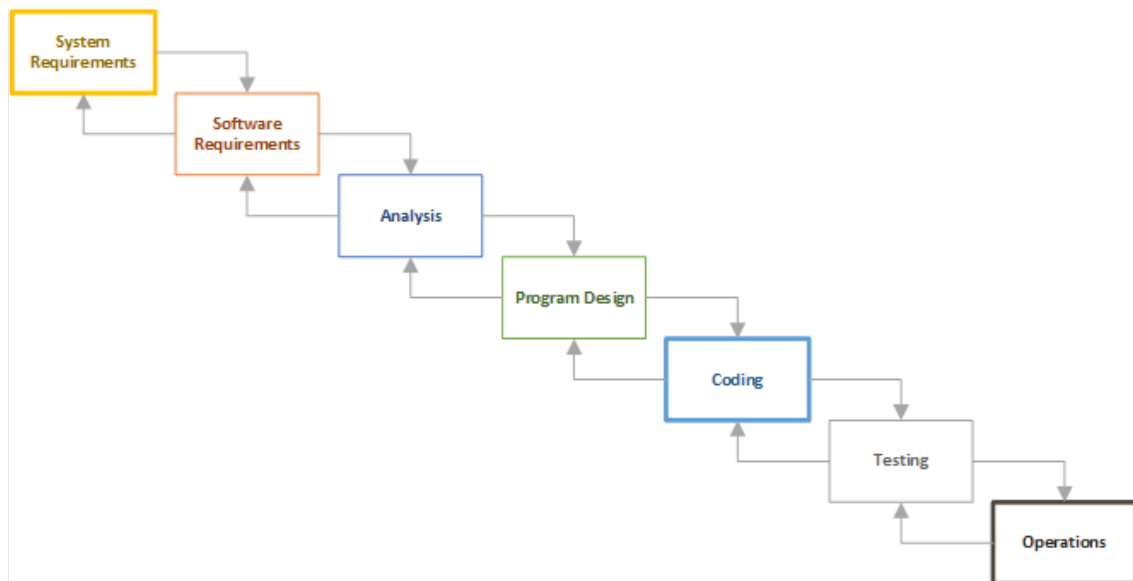 System
Requirements
Software
Requirements
Analysis
Program Design
Coding
Testing
Operations